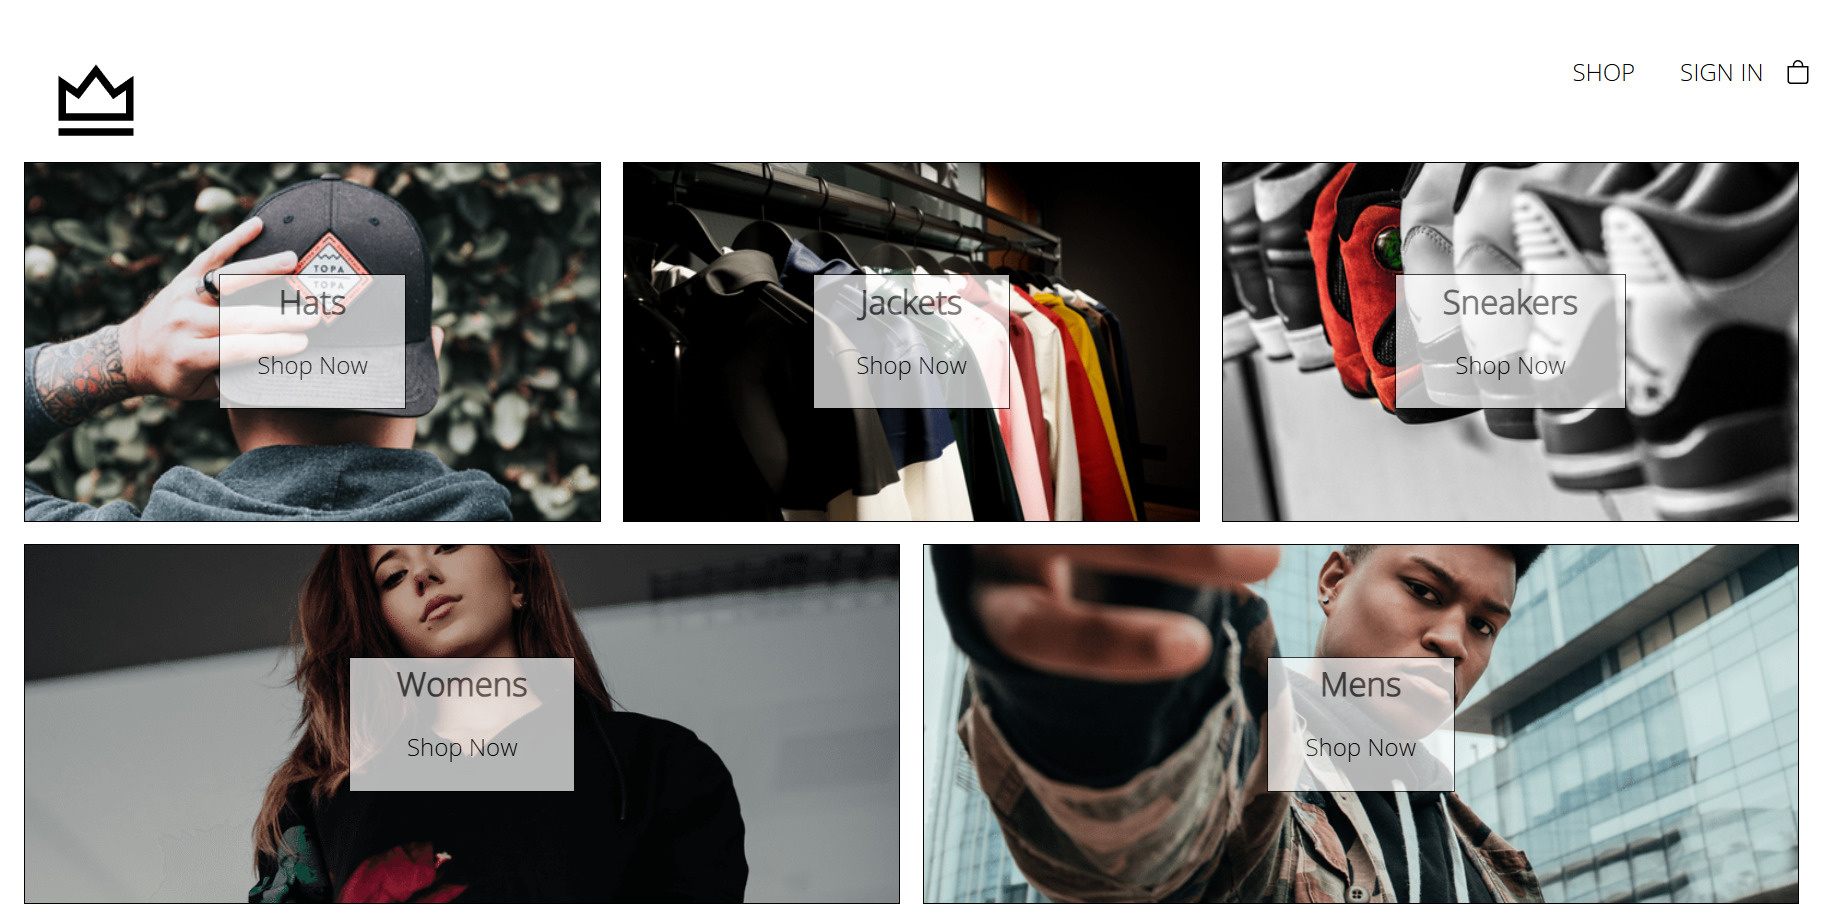 SHOP
SIGN IN
TOPA
TOPA
Hats
Shop Now
Jackets
Shop Now
Sneakers
Shop Now
Womens
Shop Now
Mens
Shop Now